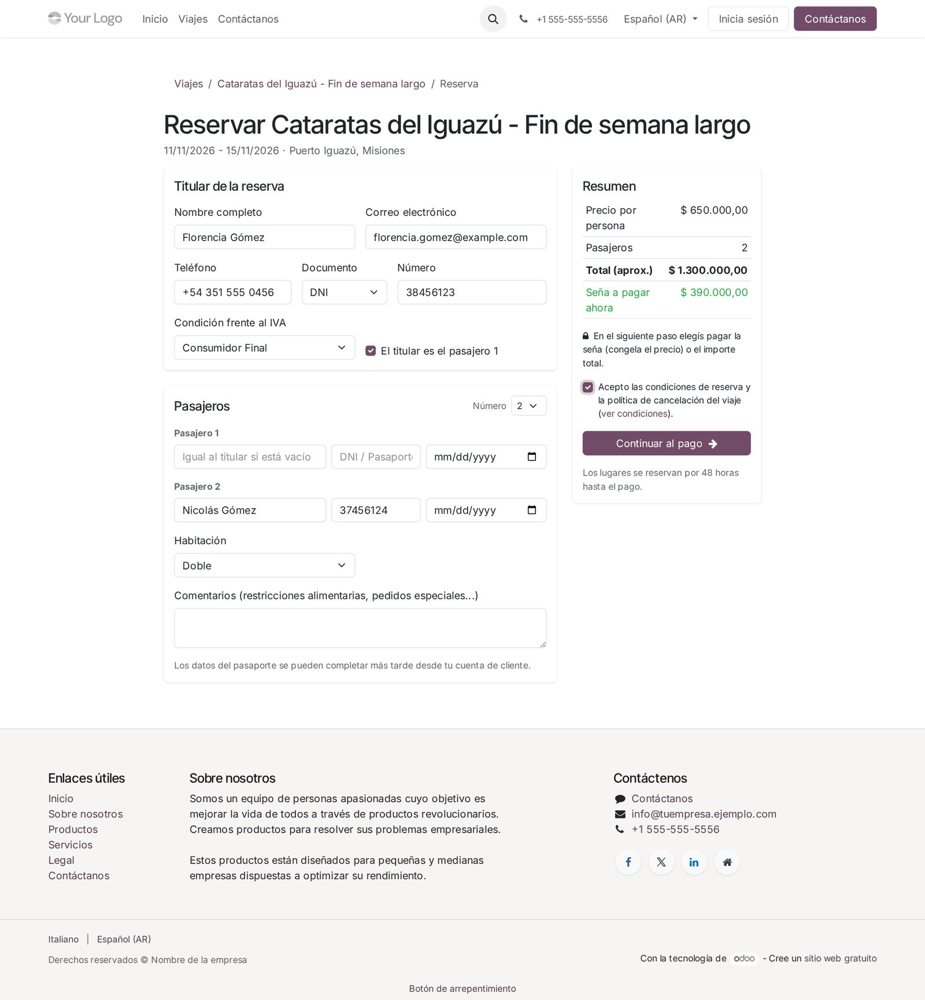 Your Logo
Inicio
Viajes
Contáctanos
+1 555-555-5556
Español (AR)
Inicia sesión
Contáctanos
Viajes / Cataratas del Iguazú - Fin de semana largo / Reserva
Reservar Cataratas del Iguazú - Fin de semana largo
11/11/2026 - 15/11/2026 · Puerto Iguazú, Misiones
Titular de la reserva
Nombre completo
Florencia Gómez
Correo electrónico
florencia.gomez@example.com
Teléfono
+54 351 555 0456
Documento
DNI
Número
38456123
Condición frente al IVA
Consumidor Final
El titular es el pasajero 1
Pasajeros
Número
2
Pasajero 1
Igual al titular si está vacío
DNI / Pasaport
mm/dd/yyyy
Pasajero 2
Nicolás Gómez
37456124
mm/dd/yyyy
Habitación
Doble
Comentarios (restricciones alimentarias, pedidos especiales...)
Los datos del pasaporte se pueden completar más tarde desde tu cuenta de cliente.
Resumen
Precio por
persona
$ 650.000,00
Pasajeros
2
Total (aprox.)
$ 1.300.000,00
Seña a pagar
ahora
$ 390.000,00
En el siguiente paso elegís pagar la
seña (congela el precio) o el importe
total.
Acepto las condiciones de reserva y
la política de cancelación del viaje
(ver condiciones).
Continuar al pago
Los lugares se reservan por 48 horas
hasta el pago.
Enlaces útiles
Inicio
Sobre nosotros
Productos
Servicios
Legal
Contáctanos
Sobre nosotros
Somos un equipo de personas apasionadas cuyo objetivo es
mejorar la vida de todos a través de productos revolucionarios.
Creamos productos para resolver sus problemas empresariales.
Estos productos están diseñados para pequeñas y medianas
empresas dispuestas a optimizar su rendimiento.
Contáctenos
Contáctanos
info@tuempresa.ejemplo.com
+1 555-555-5556
Italiano | Español (AR)
Derechos reservados © Nombre de la empresa
Con la tecnología de odoo - Cree un sitio web gratuito
Botón de arrepentimiento